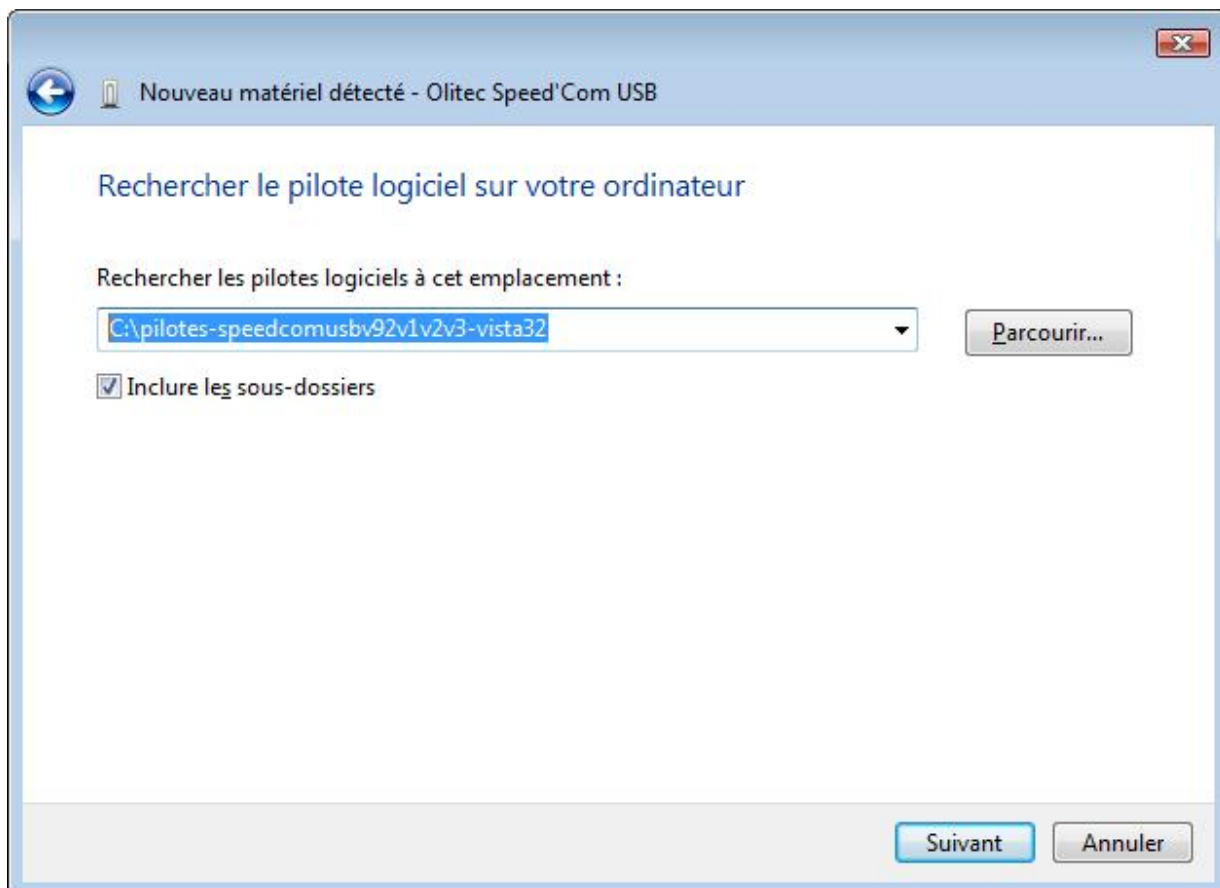 Nouveau matériel détecté - Olitec Speed'Com USB
Rechercher le pilote logiciel sur votre ordinateur
Rechercher les pilotes logiciels à cet emplacement :
C:\pilotes-speedcomusbv92v1v2v3-vista32
Parcourir...
Inclure les sous-dossiers
Suivant Annuler